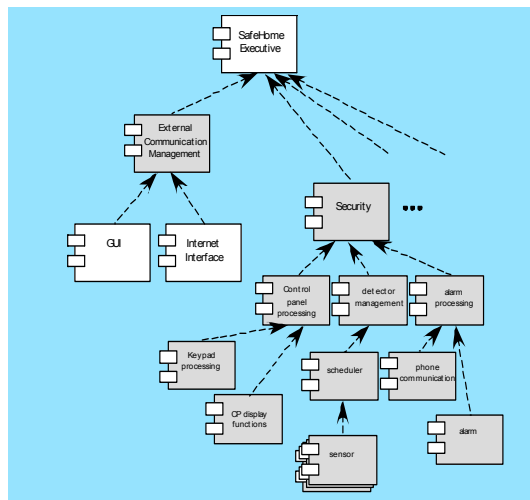 SafeHome
Executive
External
Communication
Management
Security
GUI
Internet
Interface
Control
panel
processing
detector
management
alarm
processing
Keypad
processing
scheduler
phone
communication
CP display
functions
alarm
sensor